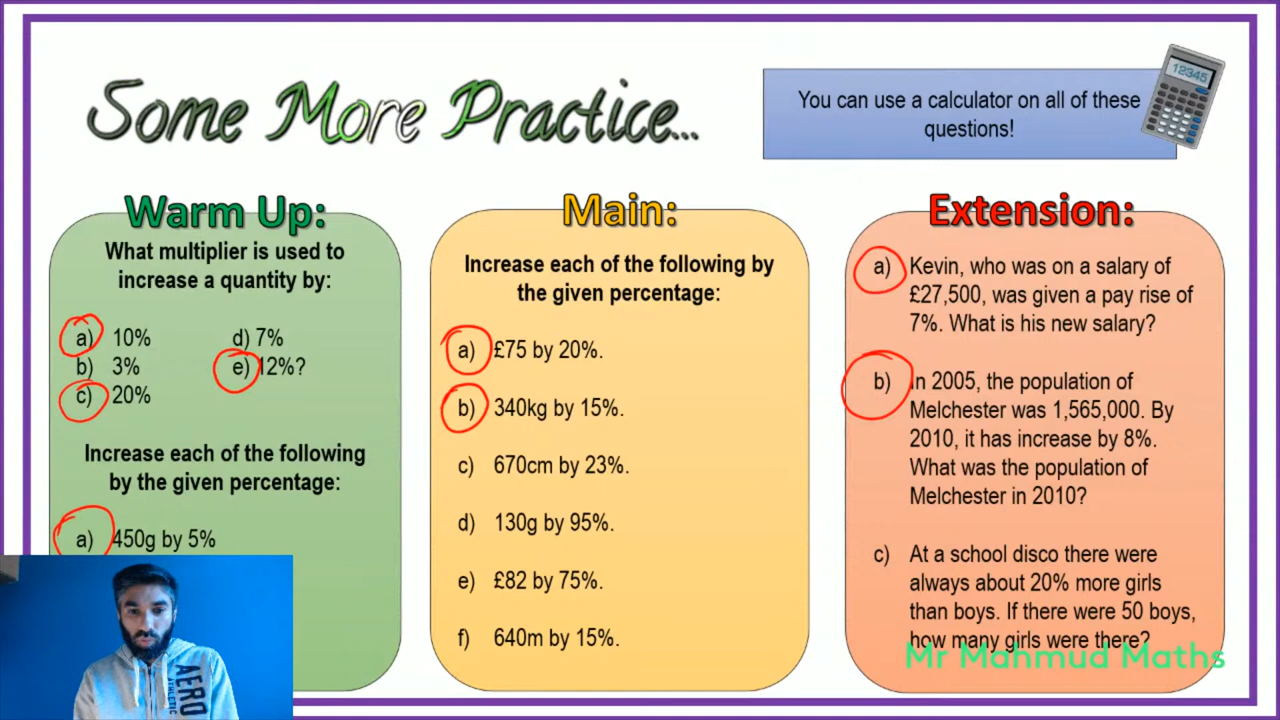 Some More Practice...
You can use a calculator on all of these
questions!
12345
Warm Up:
What multiplier is used to
increase a quantity by:
a) 10%
b) 3%
c) 20%
d) 7%
e) 12%?
Increase each of the following
by the given percentage:
a) 450g by 5%
AERO
ATHLETIC
Main:
Increase each of the following by
the given percentage:
a) £75 by 20%.
b) 340kg by 15%.
c) 670cm by 23%.
d) 130g by 95%.
e) £82 by 75%.
f) 640m by 15%.
Extension:
a) Kevin, who was on a salary of
£27,500, was given a pay rise of
7%. What is his new salary?
b) In 2005, the population of
Melchester was 1,565,000. By
2010, it has increase by 8%.
What was the population of
Melchester in 2010?
c) At a school disco there were
always about 20% more girls
than boys. If there were 50 boys,
how many girls were there?
Mr Mahmud Maths